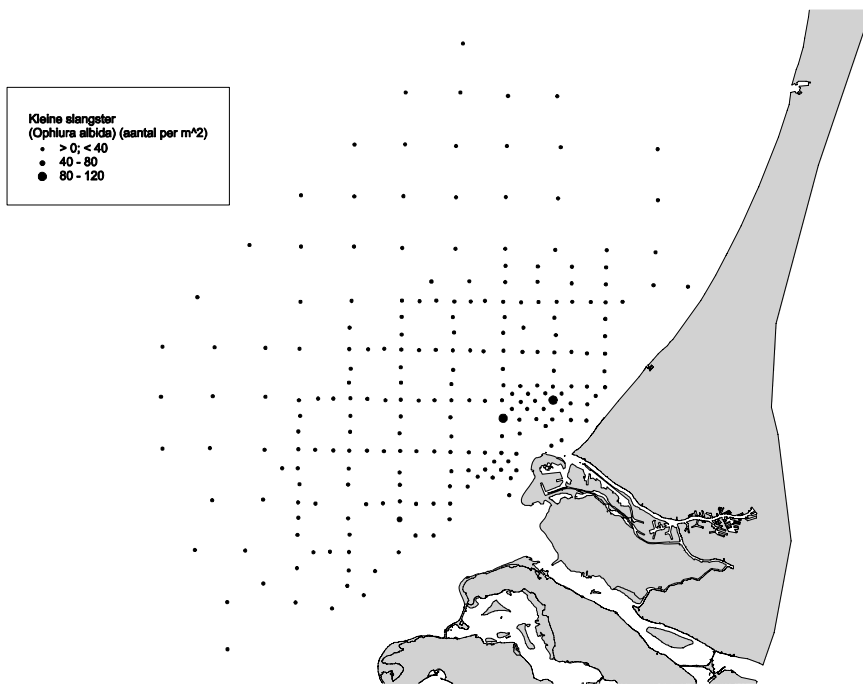 Kleine slangster
(Ophiura albida) (aantal per m^2)
> 0; < 40
40 - 80
80 - 120